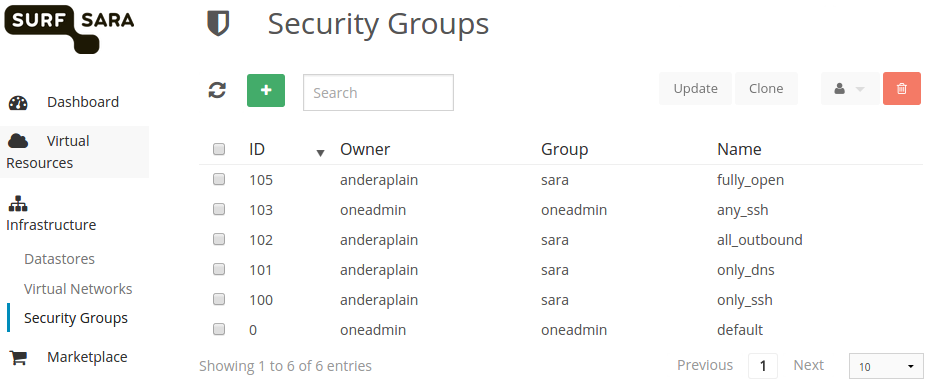 SURF SARA
Security Groups
Search
Update
Clone
Dashboard
Virtual
Resources
Infrastructure
Datastores
Virtual Networks
Security Groups
Marketplace
ID Owner Group Name
105 anderaplain sara fully_open
103 oneadmin oneadmin any_ssh
102 anderaplain sara all_outbound
101 anderaplain sara only_dns
100 anderaplain sara only_ssh
0 oneadmin oneadmin default
Showing 1 to 6 of 6 entries
Previous 1 Next 10